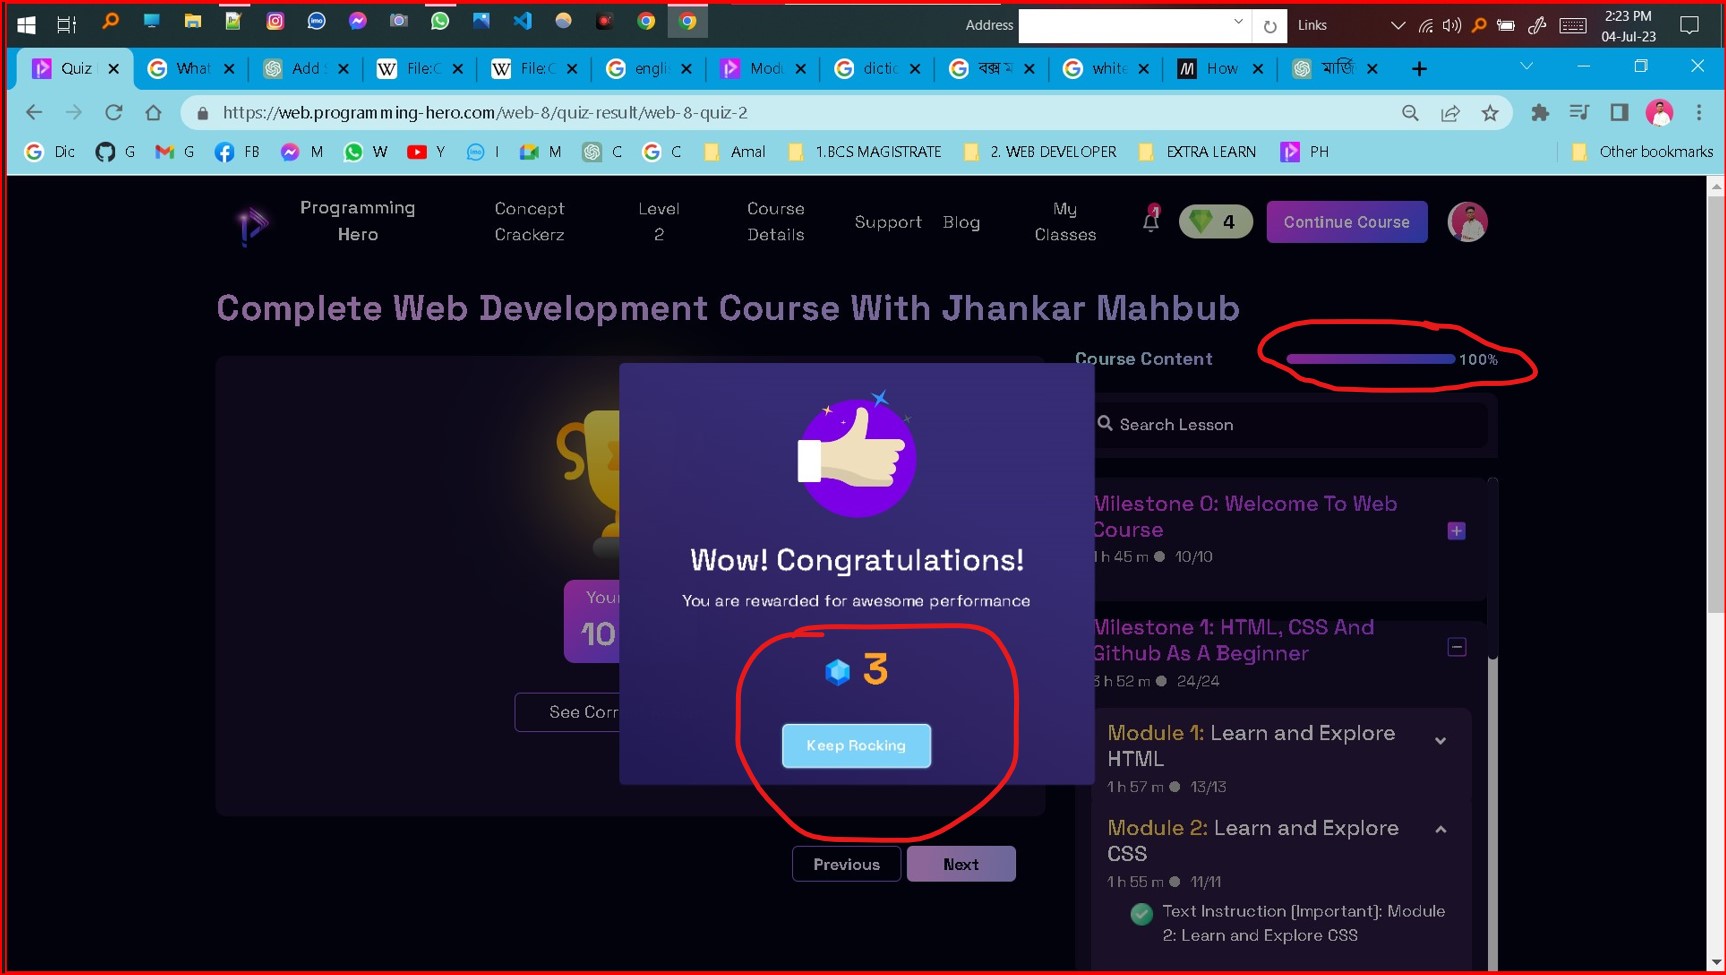 Address
Links
2:23 PM
04-Jul-23
Quiz
What
Add
File:C
File:C
engli
Modu
dictic
বক্স ম
white
How
মার্জি
https://web.programming-hero.com/web-8/quiz-result/web-8-quiz-2
Dic
G
G
FB
M
W
Y
I
M
C
C
Amal
1.BCS MAGISTRATE
2. WEB DEVELOPER
EXTRA LEARN
PH
Other bookmarks
Programming
Hero
Concept
Crackerz
Level
2
Course
Details
Support
Blog
My
Classes
1
4
Continue Course
Complete Web Development Course With Jhankar Mahbub
Course Content
100%
Search Lesson
Wow! Congratulations!
You are rewarded for awesome performance
3
Keep Rocking
You
10
See Corr
Previous
Next
Milestone 0: Welcome To Web
Course
1 h 45 m ● 10/10
Milestone 1: HTML, CSS And
Github As A Beginner
3 h 52 m ● 24/24
Module 1: Learn and Explore
HTML
1 h 57 m ● 13/13
Module 2: Learn and Explore
CSS
1 h 55 m ● 11/11
Text Instruction [Important]: Module
2: Learn and Explore CSS